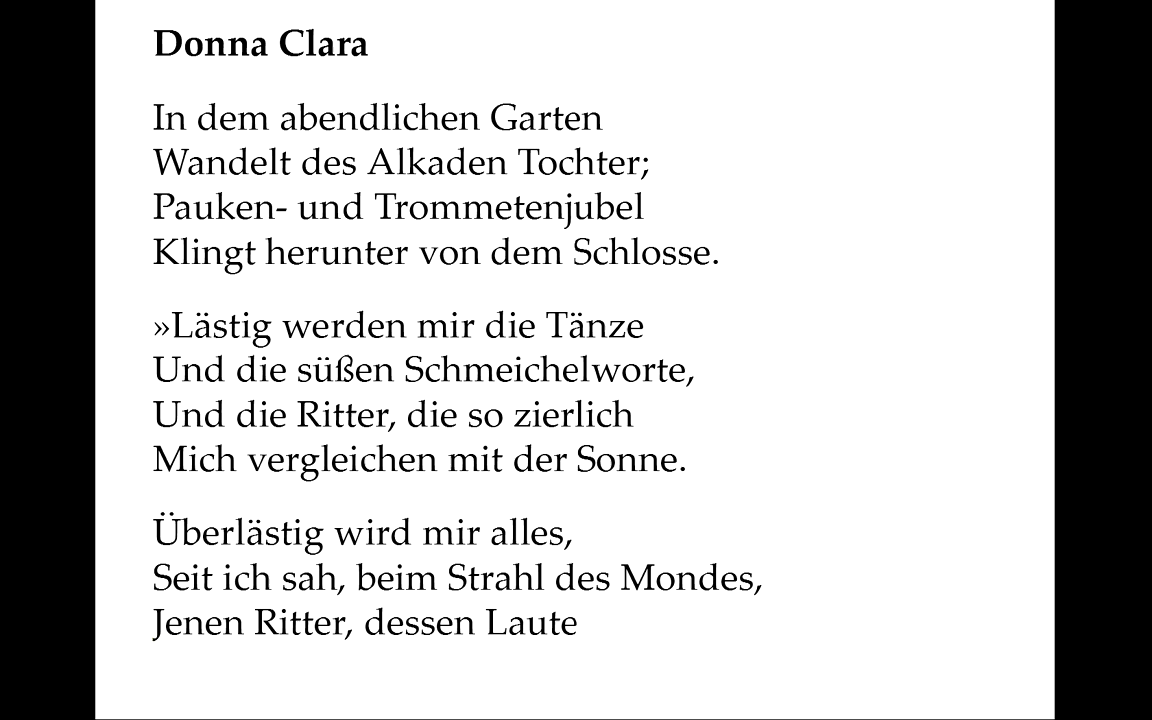 Donna Clara
In dem abendlichen Garten
Wandelt des Alkaden Tochter;
Pauken- und Trommetenjubel
Klingt herunter von dem Schlosse.
»Lästig werden mir die Tänze
Und die süßen Schmeichelworte,
Und die Ritter, die so zierlich
Mich vergleichen mit der Sonne.
Überlästig wird mir alles,
Seit ich sah, beim Strahl des Mondes,
Jenen Ritter, dessen Laute